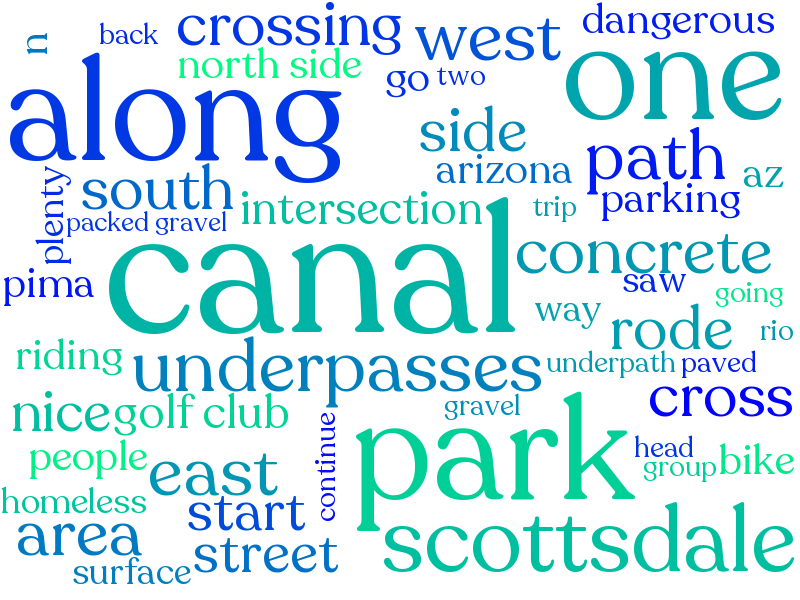 dangerous
back
crossing
west
n
north side
go
two
one
along
side
path
arizona
az
plenty
south
parking
packed gravel
intersection
trip
canal
concrete
pima
saw
going
way
rode
rio
riding
underpasses
underpath
paved
nice
golf club
gravel
cross
park
people
east
continue
head
group
bike
homeless
start
area
street
scottsdale
surface